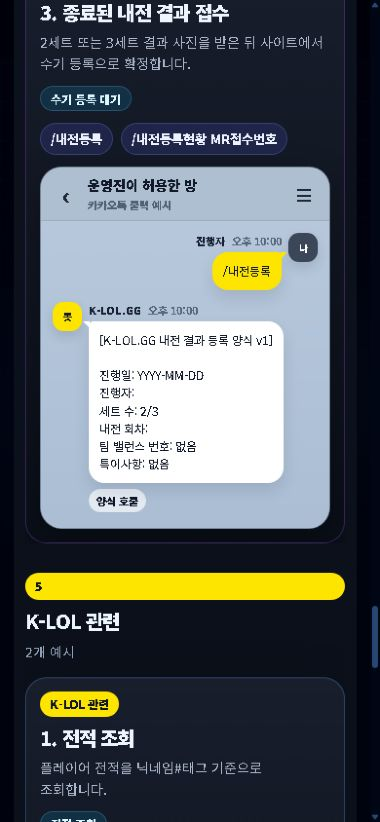 3. 종료된 내전 결과 접수
2세트 또는 3세트 결과 사진을 받은 뒤 사이트에서
수기 등록으로 확정합니다.
수기 등록 대기
/내전등록 /내전등록현황 MR접수번호
운영진이 허용한 방
카카오톡 룸벽 예시
진행자 오후 10:00
나
/내전등록
봇
K-LOL.GG 오후 10:00
[K-LOL.GG 내전 결과 등록 양식 v1]
진행일: YYYY-MM-DD
진행자:
세트 수: 2/3
내전 회차:
팀 밸런스 번호: 없음
특이사항: 없음
양식 호출
5
K-LOL 관련
2개 예시
K-LOL 관련
1. 전적 조회
플레이어 전적을 닉네임#태그 기준으로
조회합니다.
전적 조회